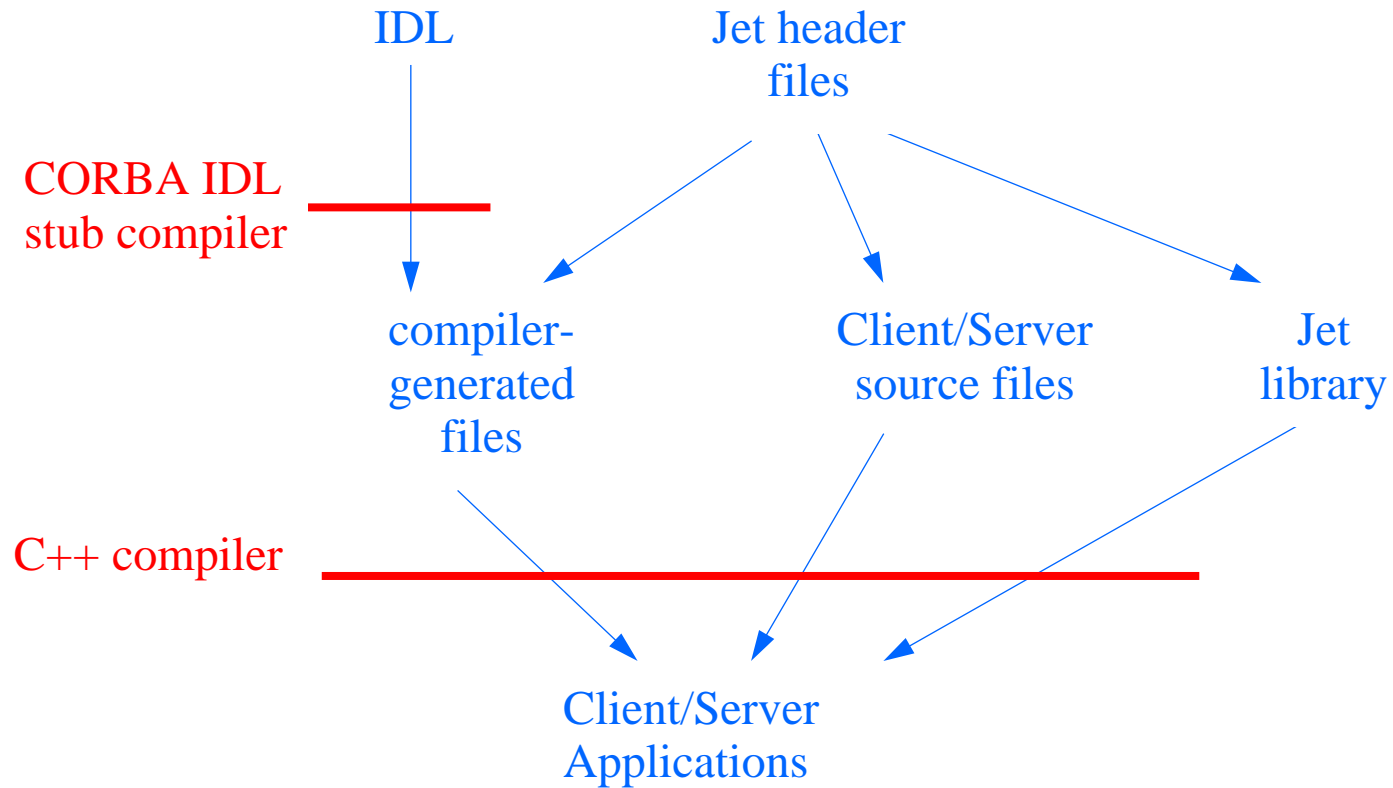 IDL
Jet header
files
CORBA IDL
stub compiler
compiler-
generated
files
Client/Server
source files
Jet
library
C++ compiler
Client/Server
Applications